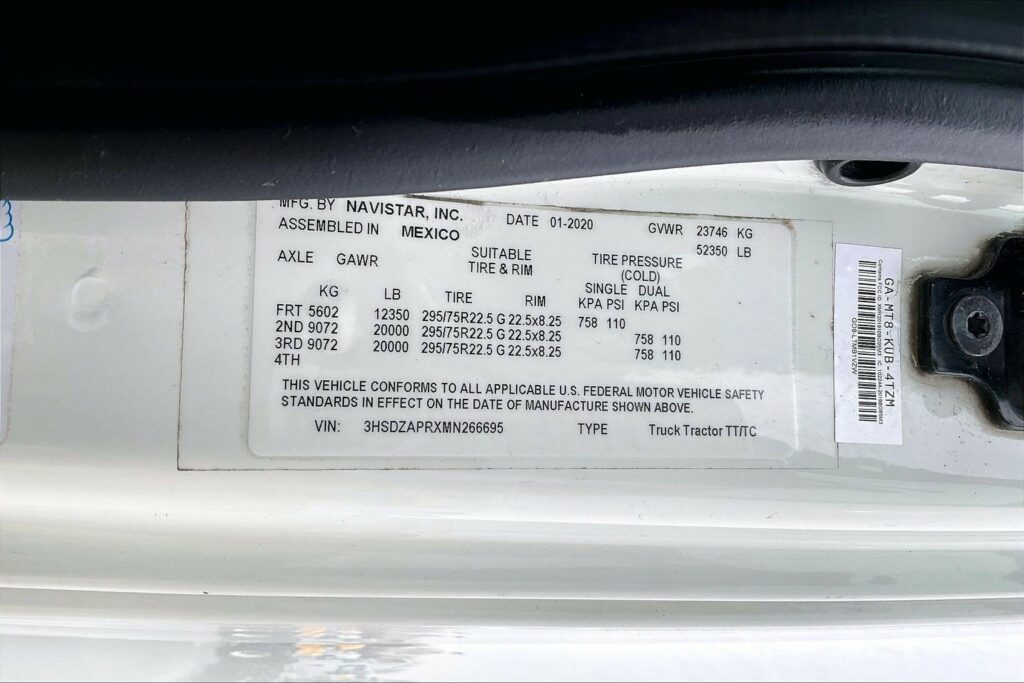 MFG. BY NAVISTAR, INC. DATE 01-2020 GVWR 23746 KG
ASSEMBLED IN MEXICO 52350 LB
AXLE GAWR SUITABLE TIRE & RIM TIRE PRESSURE (COLD)
SINGLE DUAL
KG LB TIRE RIM KPA PSI KPA PSI
FRT 5602 12350 295/75R22.5 G 22.5x8.25 758 110
2ND 9072 20000 295/75R22.5 G 22.5x8.25 758 110
3RD 9072 20000 295/75R22.5 G 22.5x8.25 758 110
4TH
THIS VEHICLE CONFORMS TO ALL APPLICABLE U.S. FEDERAL MOTOR VEHICLE SAFETY
STANDARDS IN EFFECT ON THE DATE OF MANUFACTURE SHOWN ABOVE.
VIN: 3HSDZAPRXMN266695 TYPE Truck Tractor TT/TC
GA-MT8-KUB-4TZM